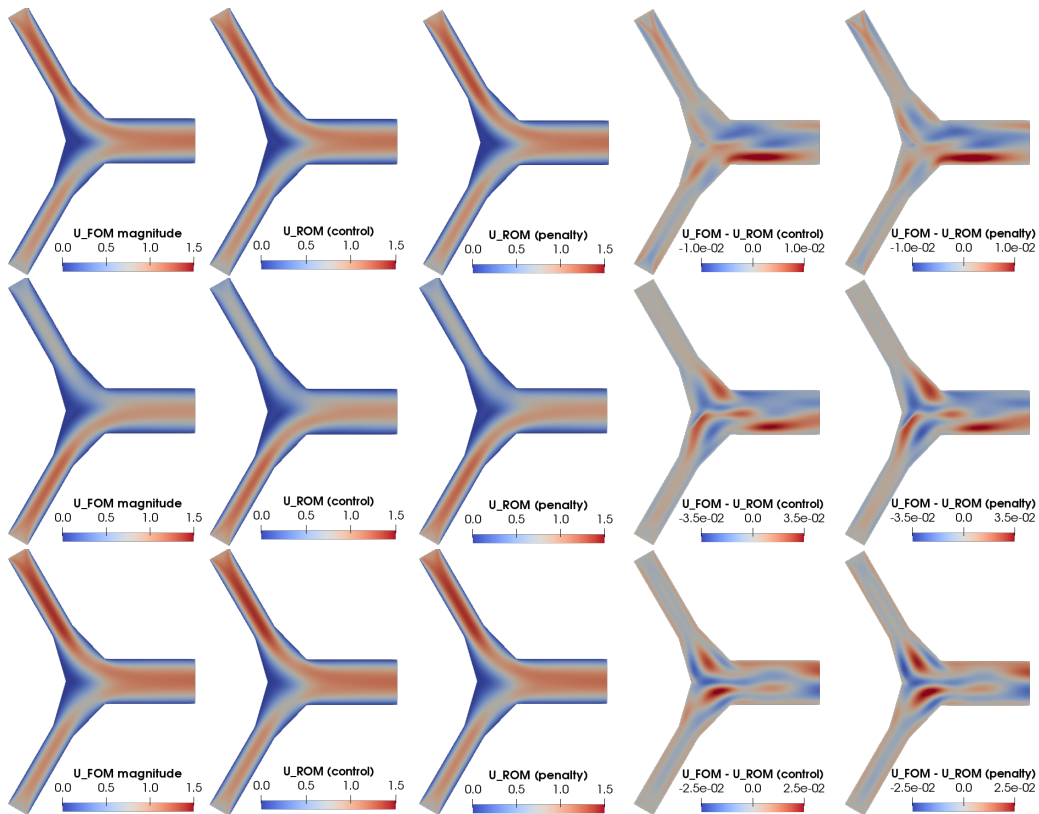 U_FOM magnitude
0.0 0.5 1.0 1.5
U_ROM (control)
0.0 0.5 1.0 1.5
U_ROM (penalty)
0.0 0.5 1.0 1.5
U_FOM - U_ROM (control)
-1.0e-02 0.0 1.0e-02
U_FOM - U_ROM (penalty)
-1.0e-02 0.0 1.0e-02
U_FOM magnitude
0.0 0.5 1.0 1.5
U_ROM (control)
0.0 0.5 1.0 1.5
U_ROM (penalty)
0.0 0.5 1.0 1.5
U_FOM - U_ROM (control)
-3.5e-02 0.0 3.5e-02
U_FOM - U_ROM (penalty)
-3.5e-02 0.0 3.5e-02
U_FOM magnitude
0.0 0.5 1.0 1.5
U_ROM (control)
0.0 0.5 1.0 1.5
U_ROM (penalty)
0.0 0.5 1.0 1.5
U_FOM - U_ROM (control)
-2.5e-02 0.0 2.5e-02
U_FOM - U_ROM (penalty)
-2.5e-02 0.0 2.5e-02